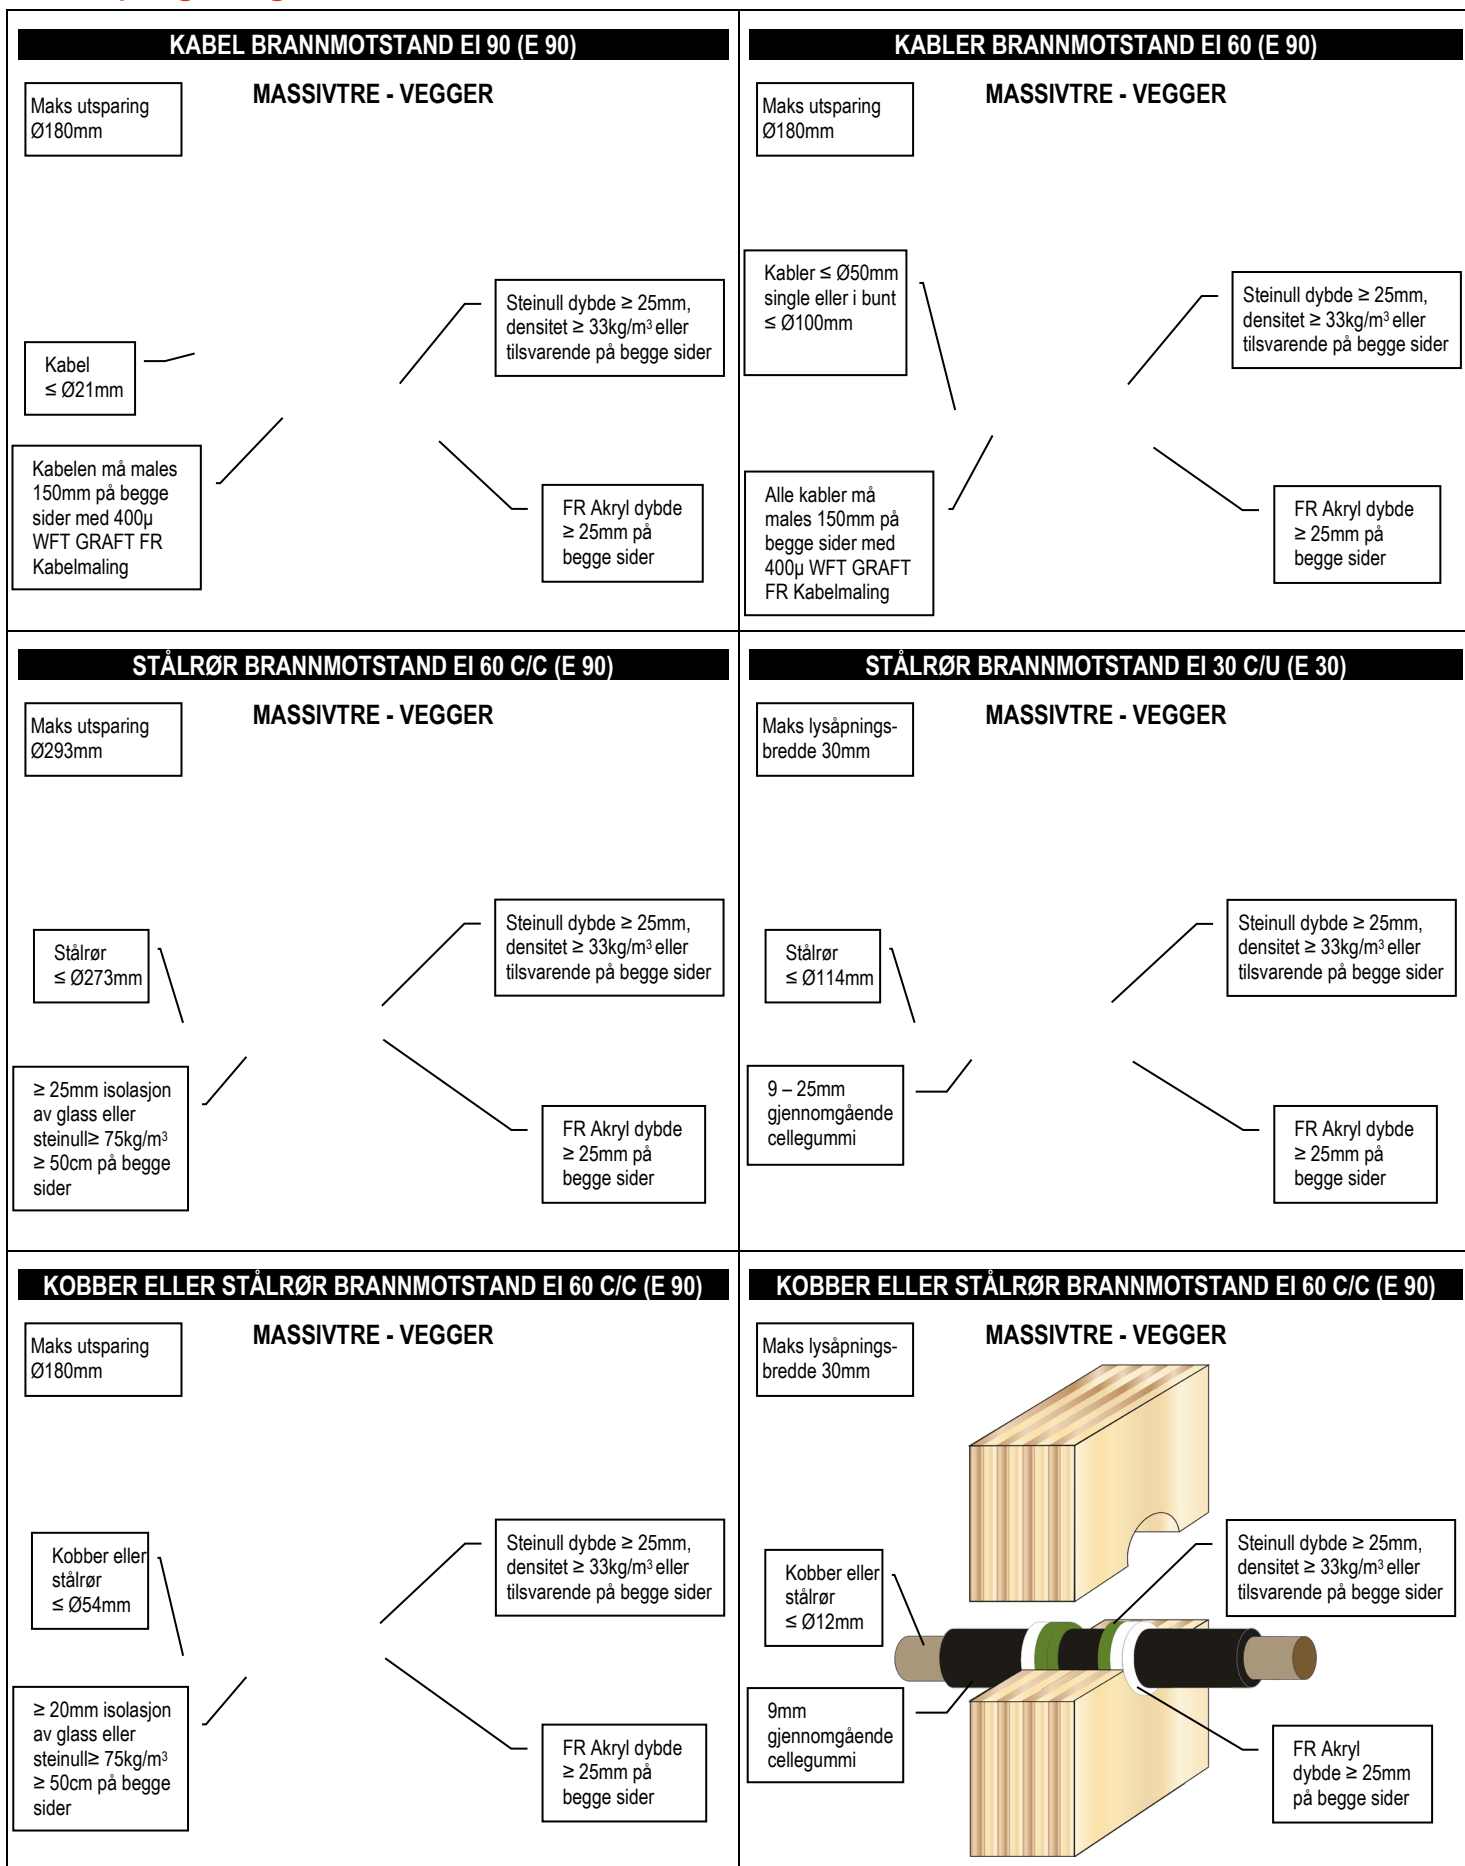 KABEL BRANNMOTSTAND EI 90 (E 90)
Maks utsparing
Ø180mm
MASSIVTRE - VEGGER
Steinull dybde ≥ 25mm,
densitet ≥ 33kg/m³ eller
tilsvarende på begge sider
Kabel
≤ Ø21mm
Kabelen må males
150mm på begge
sider med 400µ
WFT GRAFT FR
Kabelmaling
FR Akryl dybde
≥ 25mm på
begge sider
KABLER BRANNMOTSTAND EI 60 (E 90)
Maks utsparing
Ø180mm
MASSIVTRE - VEGGER
Kabler ≤ Ø50mm
single eller i bunt
≤ Ø100mm
Steinull dybde ≥ 25mm,
densitet ≥ 33kg/m³ eller
tilsvarende på begge sider
Alle kabler må
males 150mm på
begge sider med
400µ WFT GRAFT
FR Kabelmaling
FR Akryl dybde
≥ 25mm på
begge sider
STÅLRØR BRANNMOTSTAND EI 60 C/C (E 90)
Maks utsparing
Ø293mm
MASSIVTRE - VEGGER
Steinull dybde ≥ 25mm,
densitet ≥ 33kg/m³ eller
tilsvarende på begge sider
Stålrør
≤ Ø273mm
≥ 25mm isolasjon
av glass eller
steinull≥ 75kg/m³
≥ 50cm på begge
sider
FR Akryl dybde
≥ 25mm på
begge sider
STÅLRØR BRANNMOTSTAND EI 30 C/U (E 30)
Maks lysåpnings-
bredde 30mm
MASSIVTRE - VEGGER
Steinull dybde ≥ 25mm,
densitet ≥ 33kg/m³ eller
tilsvarende på begge sider
Stålrør
≤ Ø114mm
9 – 25mm
gjennomgående
cellegummi
FR Akryl dybde
≥ 25mm på
begge sider
KOBBER ELLER STÅLRØR BRANNMOTSTAND EI 60 C/C (E 90)
Maks utsparing
Ø180mm
MASSIVTRE - VEGGER
Steinull dybde ≥ 25mm,
densitet ≥ 33kg/m³ eller
tilsvarende på begge sider
Kobber eller
stålrør
≤ Ø54mm
≥ 20mm isolasjon
av glass eller
steinull≥ 75kg/m³
≥ 50cm på begge
sider
FR Akryl dybde
≥ 25mm på
begge sider
KOBBER ELLER STÅLRØR BRANNMOTSTAND EI 60 C/C (E 90)
Maks lysåpnings-
bredde 30mm
MASSIVTRE - VEGGER
Steinull dybde ≥ 25mm,
densitet ≥ 33kg/m³ eller
tilsvarende på begge sider
Kobber eller
stålrør
≤ Ø12mm
9mm
gjennomgående
cellegummi
FR Akryl
dybde ≥ 25mm
på begge sider